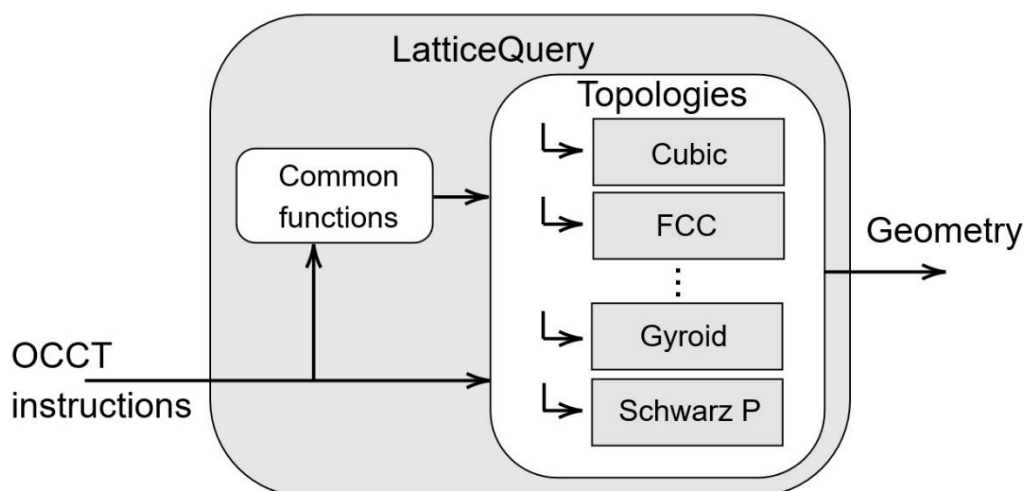 LatticeQuery
Topologies
Cubic
Common
functions
FCC
Geometry
⋮
Gyroid
OCCT
instructions
Schwarz P